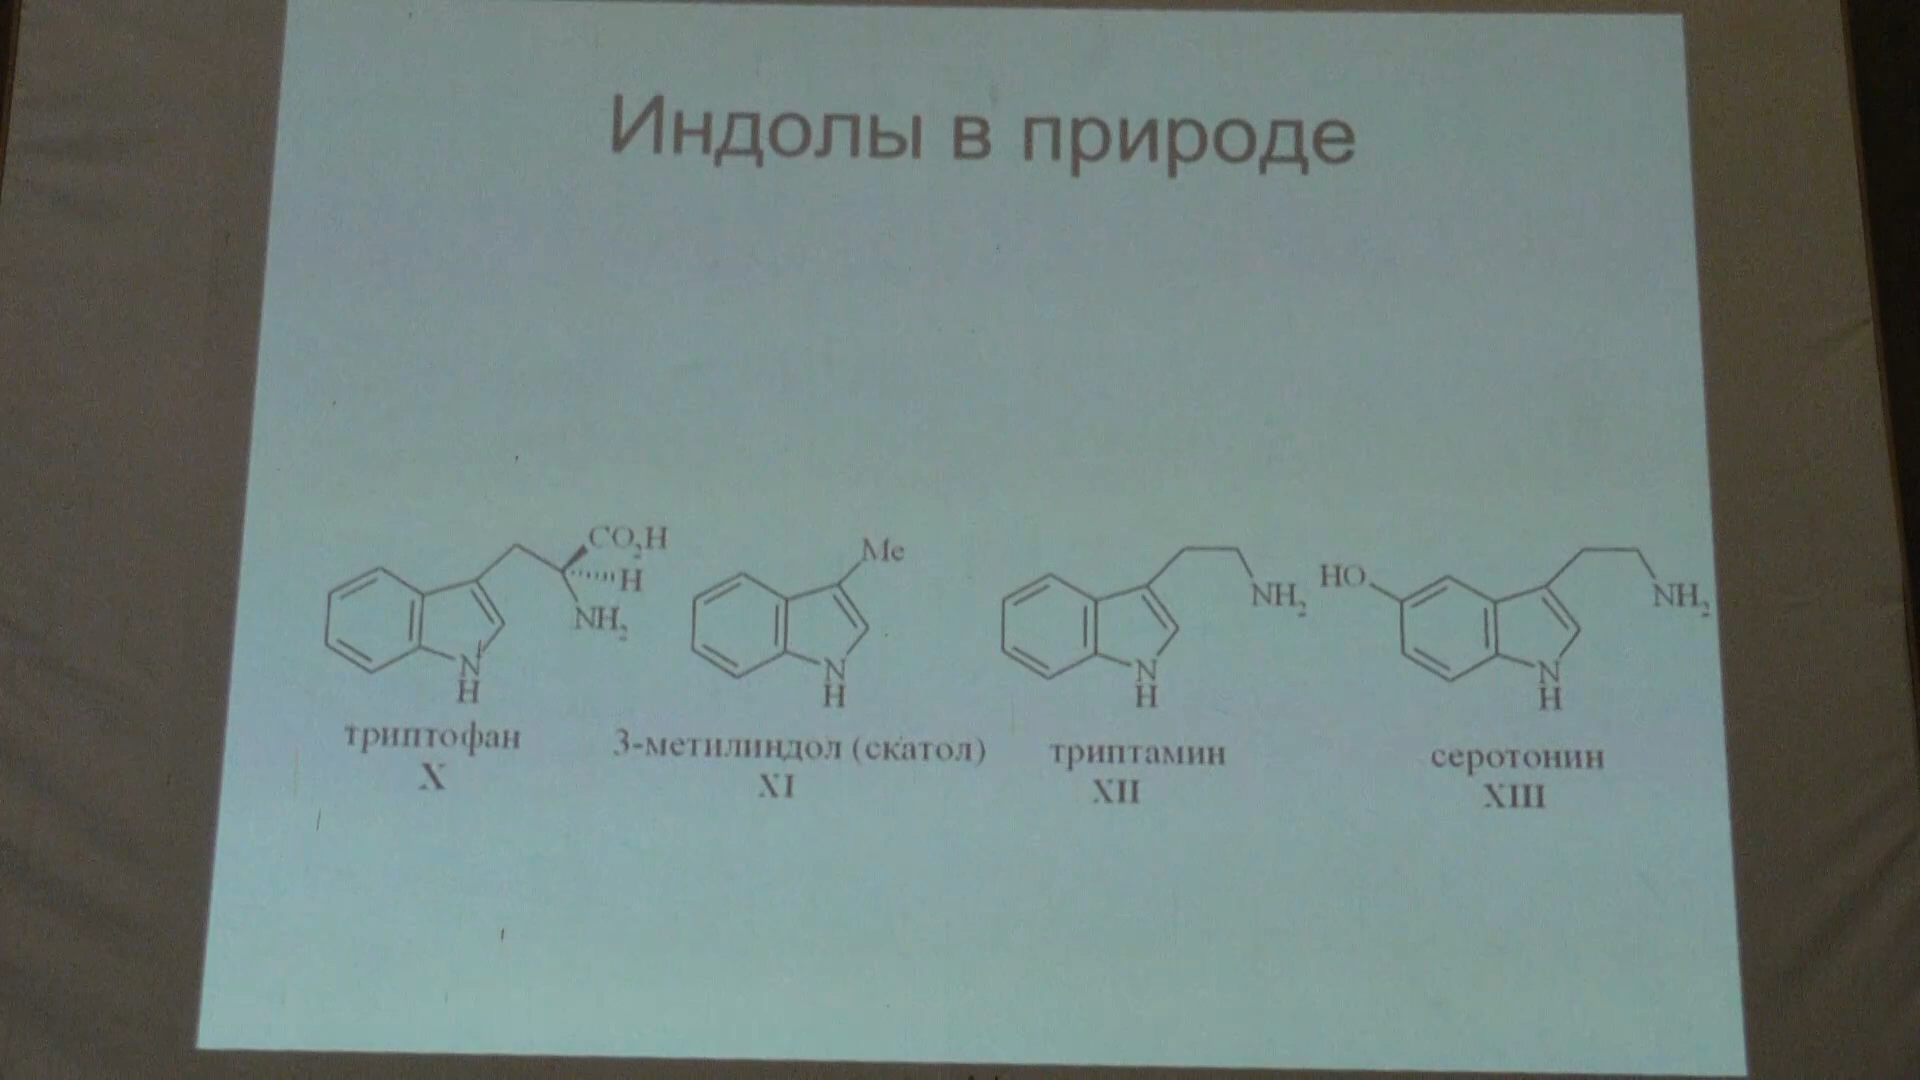 Индолы в природе
CO2H
H
NH2
N
H
триптофан
X
Me
N
H
3-метилиндол (скатол)
XI
NH2
N
H
триптамин
XII
HO
NH2
N
H
серотонин
XIII